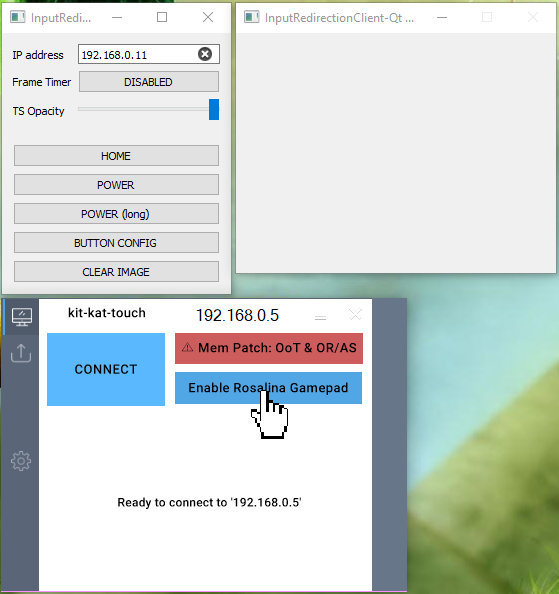 InputRedi...
IP address 192.168.0.11
Frame Timer DISABLED
TS Opacity
HOME
POWER
POWER (long)
BUTTON CONFIG
CLEAR IMAGE
InputRedirectionClient-Qt ...
kit-kat-touch 192.168.0.5
CONNECT
⚠ Mem Patch: OoT & OR/AS
Enable Rosalina Gamepad
Ready to connect to '192.168.0.5'